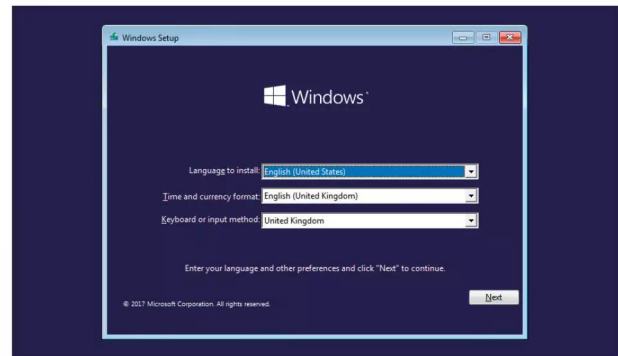 Windows Setup
Windows
Language to install: English (United States)
Time and currency format: English (United Kingdom)
Keyboard or input method: United Kingdom
Enter your language and other preferences and click "Next" to continue.
Next
© 2017 Microsoft Corporation. All rights reserved.